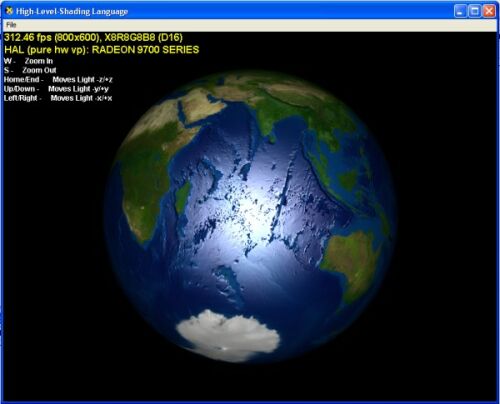 High-Level-Shading Language
File
312.46 fps (800x600), X8R8G8B8 (D16)
HAL (pure hw vp): RADEON 9700 SERIES
W - Zoom In
S - Zoom Out
Home/End - Moves Light -z/+z
Up/Down - Moves Light -y/+y
Left/Right - Moves Light -x/+x